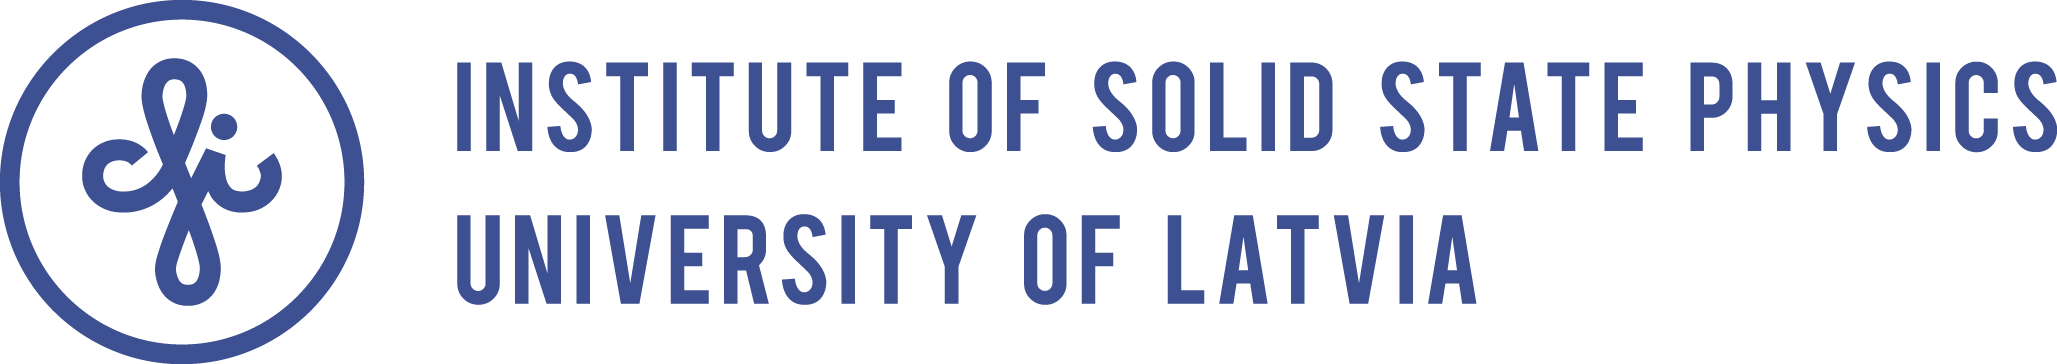 INSTITUTE OF SOLID STATE PHYSICS
UNIVERSITY OF LATVIA